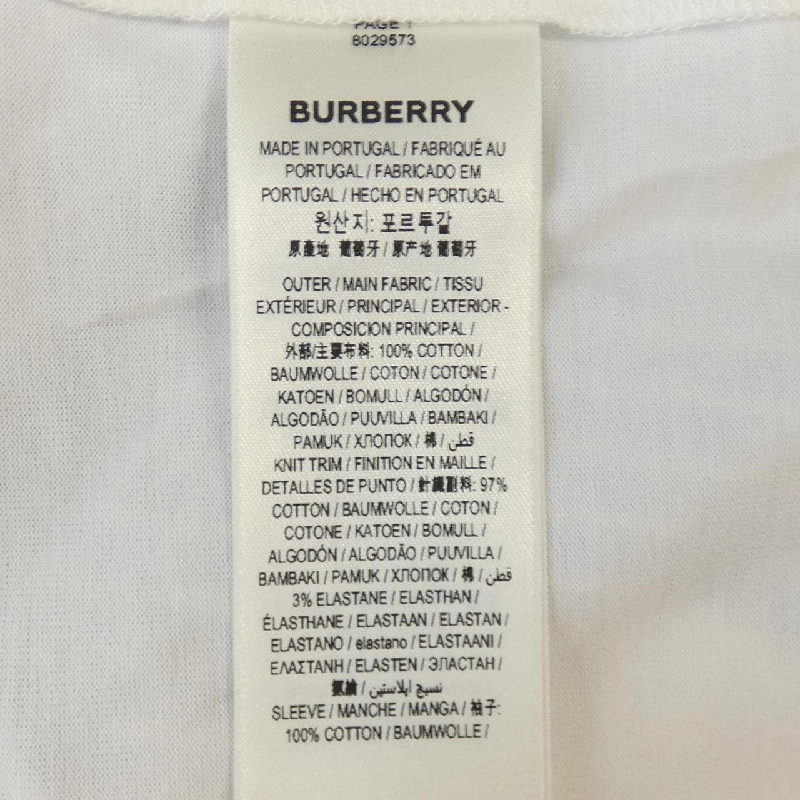 PAGE 1
8029573
BURBERRY
MADE IN PORTUGAL / FABRIQUÉ AU
PORTUGAL / FABRICADO EM
PORTUGAL / HECHO EN PORTUGAL
원산지: 포르투갈
原產地 葡萄牙 / 原产地 葡萄牙
OUTER / MAIN FABRIC / TISSU
EXTÉRIEUR / PRINCIPAL / EXTERIOR -
COMPOSICION PRINCIPAL /
外部/主要布料: 100% COTTON /
BAUMWOLLE / COTON / COTONE /
KATOEN / BOMULL / ALGODÓN /
ALGODÃO / PUUVILLA / BAMBAKI /
PAMUK / ХЛОПОК / 棉 / قطن
KNIT TRIM / FINITION EN MAILLE /
DETALLES DE PUNTO / 針織副料: 97%
COTTON / BAUMWOLLE / COTON /
COTONE / KATOEN / BOMULL /
ALGODÓN / ALGODÃO / PUUVILLA /
BAMBAKI / PAMUK / ХЛОПОК / 棉 / قطن
3% ELASTANE / ELASTHAN /
ÉLASTHANE / ELASTAAN / ELASTAN /
ELASTANO / elastano / ELASTAANI /
ΕΛΑΣΤΑΝΗ / ELASTEN / ЭЛАСТАН /
نسيج ايلاستين /
SLEEVE / MANCHE / MANGA / 袖子:
100% COTTON / BAUMWOLLE /